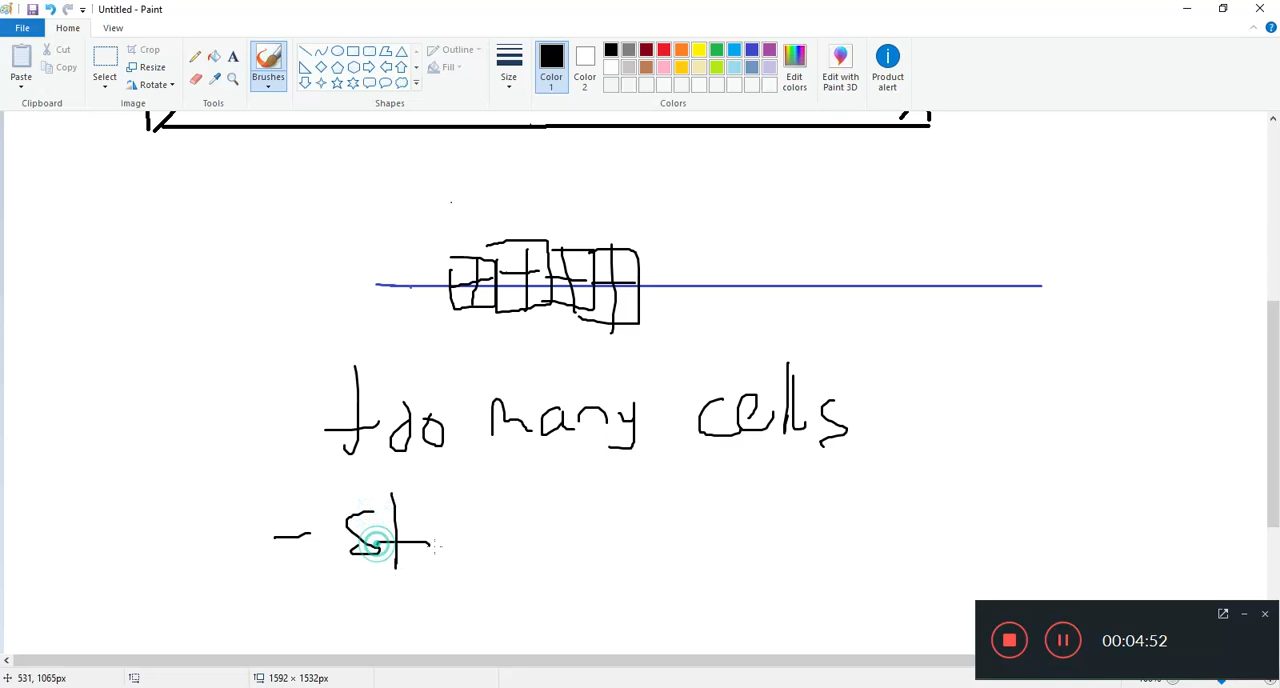 Untitled - Paint
File Home View
Paste Cut Copy Clipboard
Select Crop Resize Rotate Image
Tools
Brushes
Outline Fill Shapes
Size
Color 1 Color 2 Edit colors Colors
Edit with Paint 3D
Product alert
too many cells
- st
00:04:52
531, 1065px 1592 × 1532px